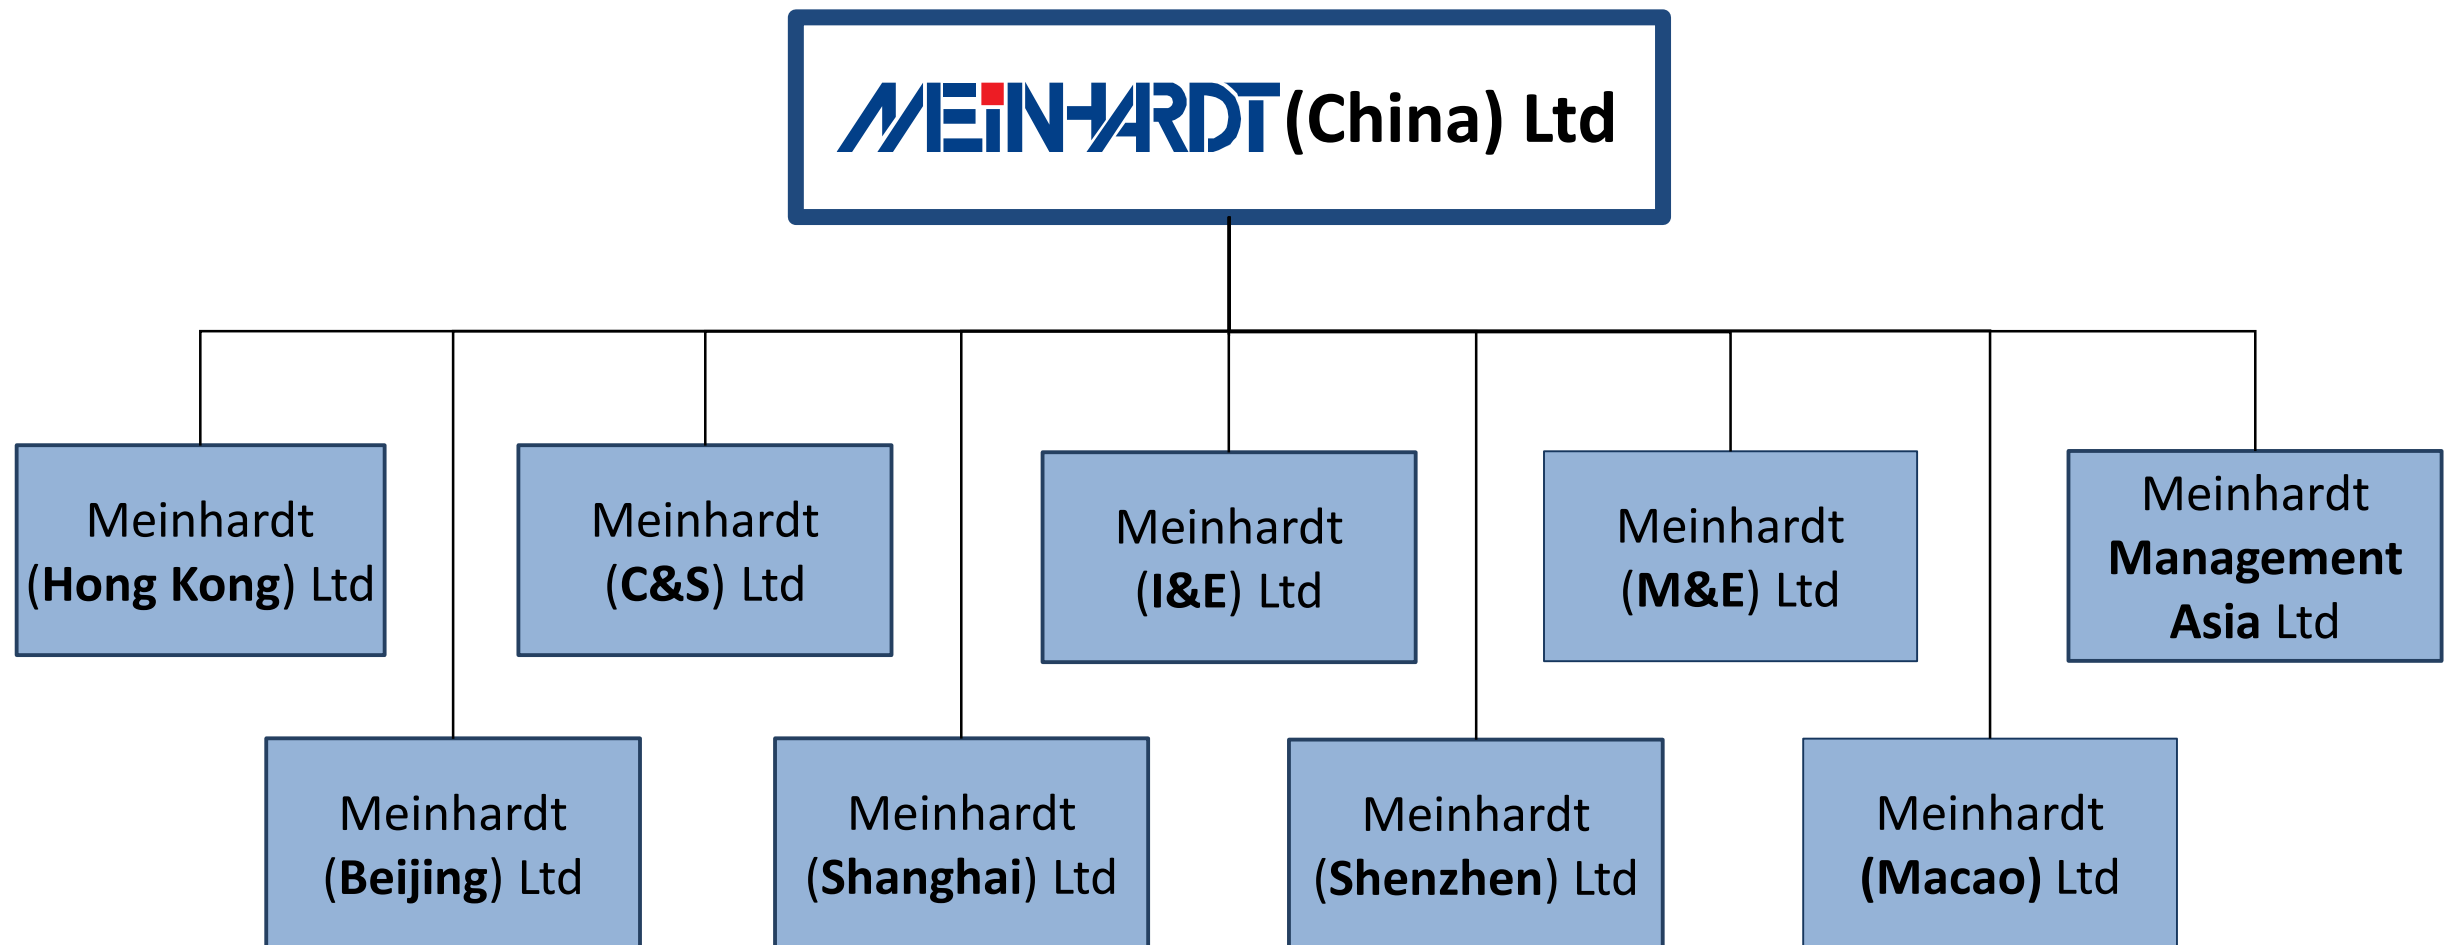 MEINHARDT (China) Ltd
Meinhardt
(Hong Kong) Ltd
Meinhardt
(C&S) Ltd
Meinhardt
(I&E) Ltd
Meinhardt
(M&E) Ltd
Meinhardt
Management
Asia Ltd
Meinhardt
(Beijing) Ltd
Meinhardt
(Shanghai) Ltd
Meinhardt
(Shenzhen) Ltd
Meinhardt
(Macao) Ltd